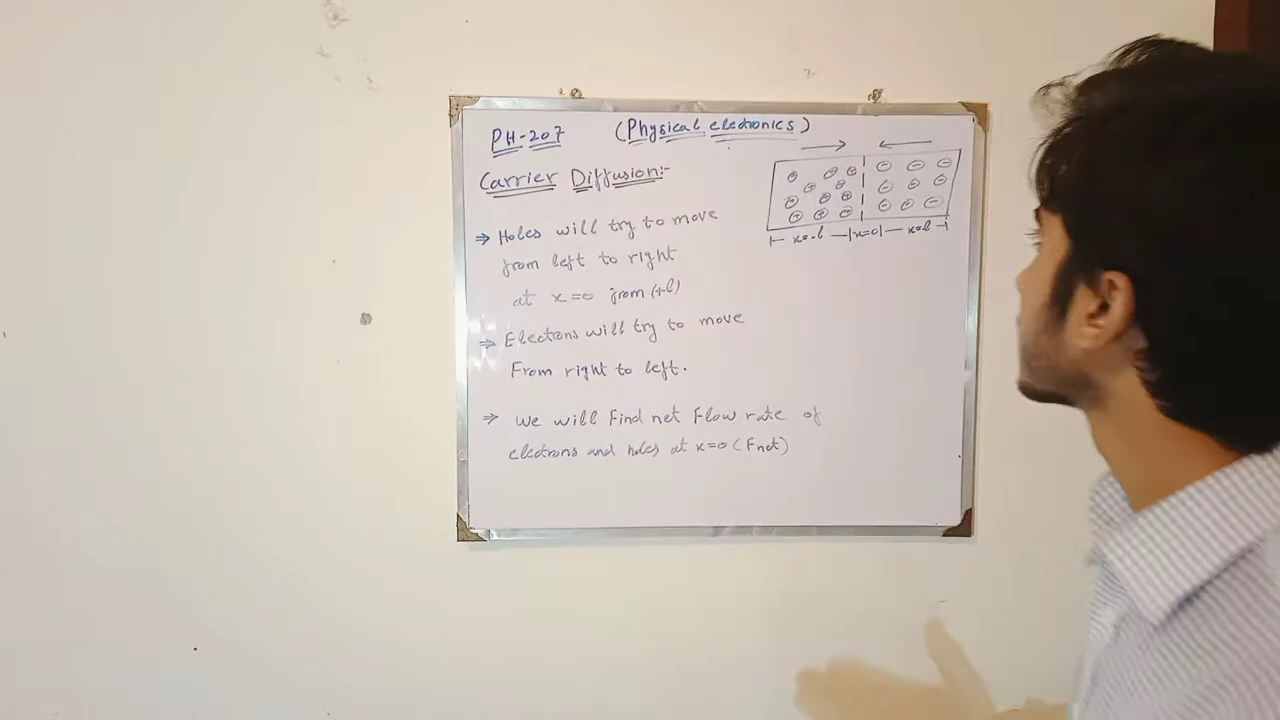 PH-207 (Physical electronics)
Carrier Diffusion:-
⇒ Holes will try to move
from left to right
at x=0 from (+l)
⇒ Electrons will try to move
From right to left.
⇒ we will Find net Flow rate of
electrons and holes at x=0 (Fnet)
x=-l x=0 x=l